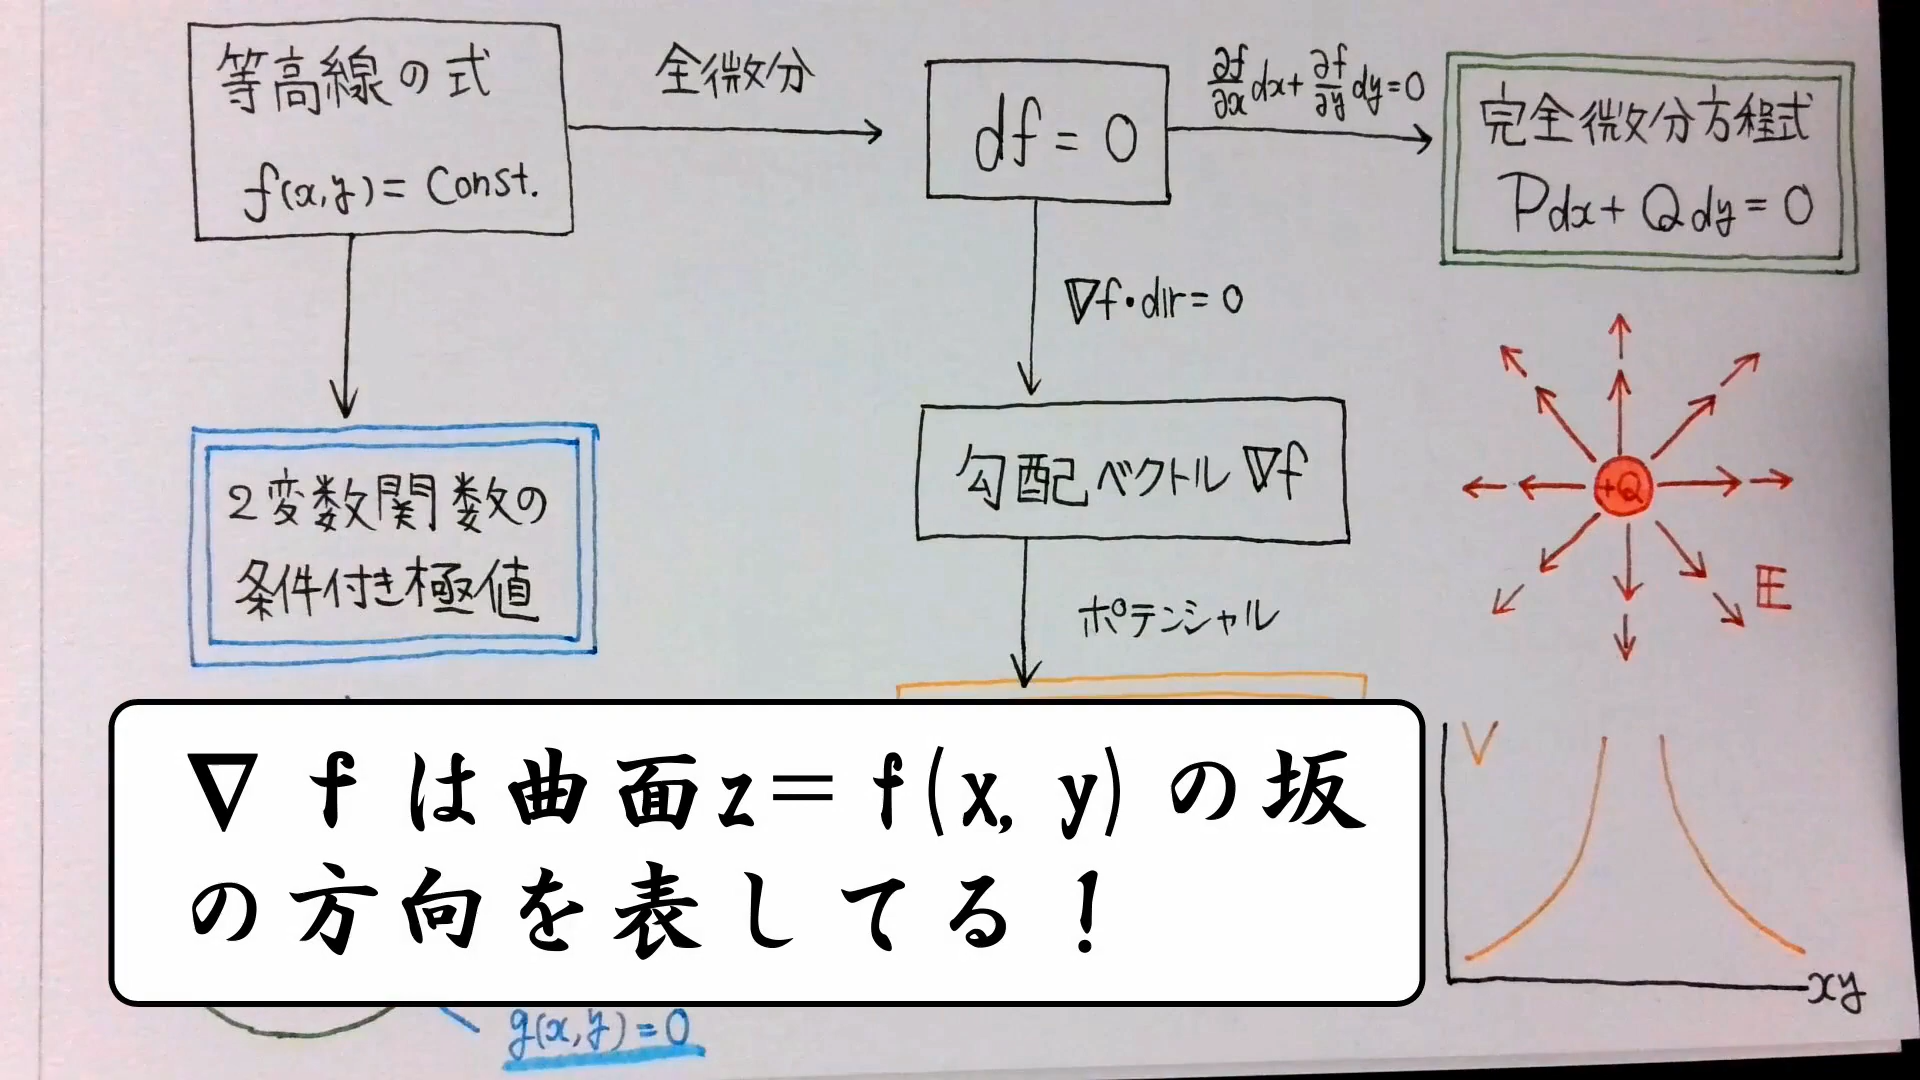 等高線の式
f(x,y)= Const.
全微分
df = 0
∂f/∂x dx + ∂f/∂y dy = 0
完全微分方程式
Pdx + Qdy = 0
∇f・dr = 0
2変数関数の
条件付き極値
勾配ベクトル ∇f
ポテンシャル
+Q
E
V
xy
∇fは曲面z=f(x, y)の坂
の方向を表してる!
g(x,y)=0